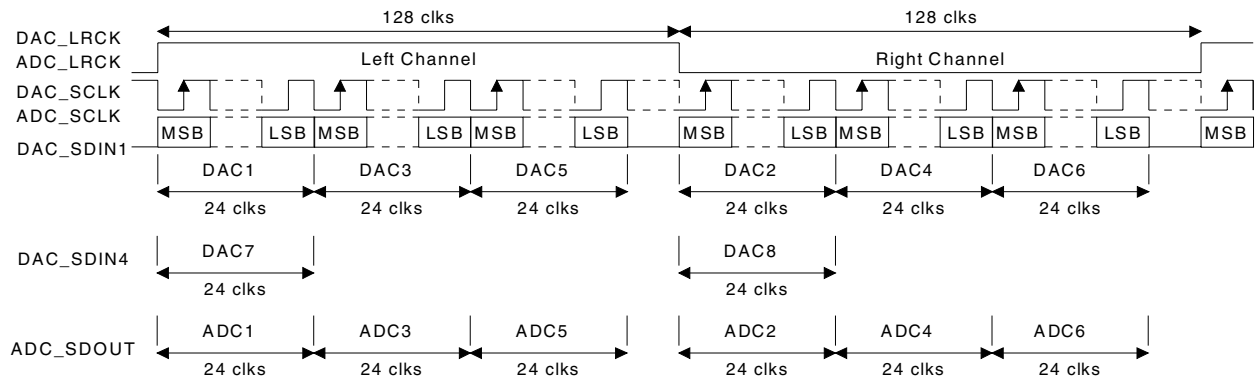 128 clks 128 clks
DAC_LRCK
ADC_LRCK Left Channel Right Channel
DAC_SCLK
ADC_SCLK
MSB LSB MSB LSB MSB LSB MSB LSB MSB LSB MSB LSB MSB
DAC_SDIN1
DAC1 DAC3 DAC5 DAC2 DAC4 DAC6
24 clks 24 clks 24 clks 24 clks 24 clks 24 clks
DAC_SDIN4 DAC7 DAC8
24 clks 24 clks
ADC_SDOUT ADC1 ADC3 ADC5 ADC2 ADC4 ADC6
24 clks 24 clks 24 clks 24 clks 24 clks 24 clks